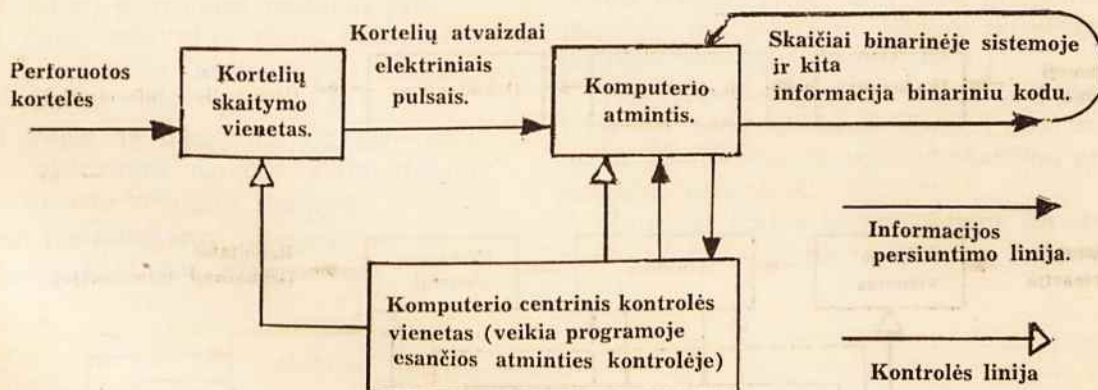 Perforuotos
kortelės
Kortelių
skaitymo
vienetas.
Kortelių atvaizdai
elektriniais
pulsais.
Komputerio
atmintis.
Skaičiai binarinėje sistemoje
ir kita
informacija binariniu kodu.
Informacijos
persiuntimo linija.
Komputerio centrinis kontrolės
vienetas (veikia programoje
esančios atminties kontrolėje)
Kontrolės linija